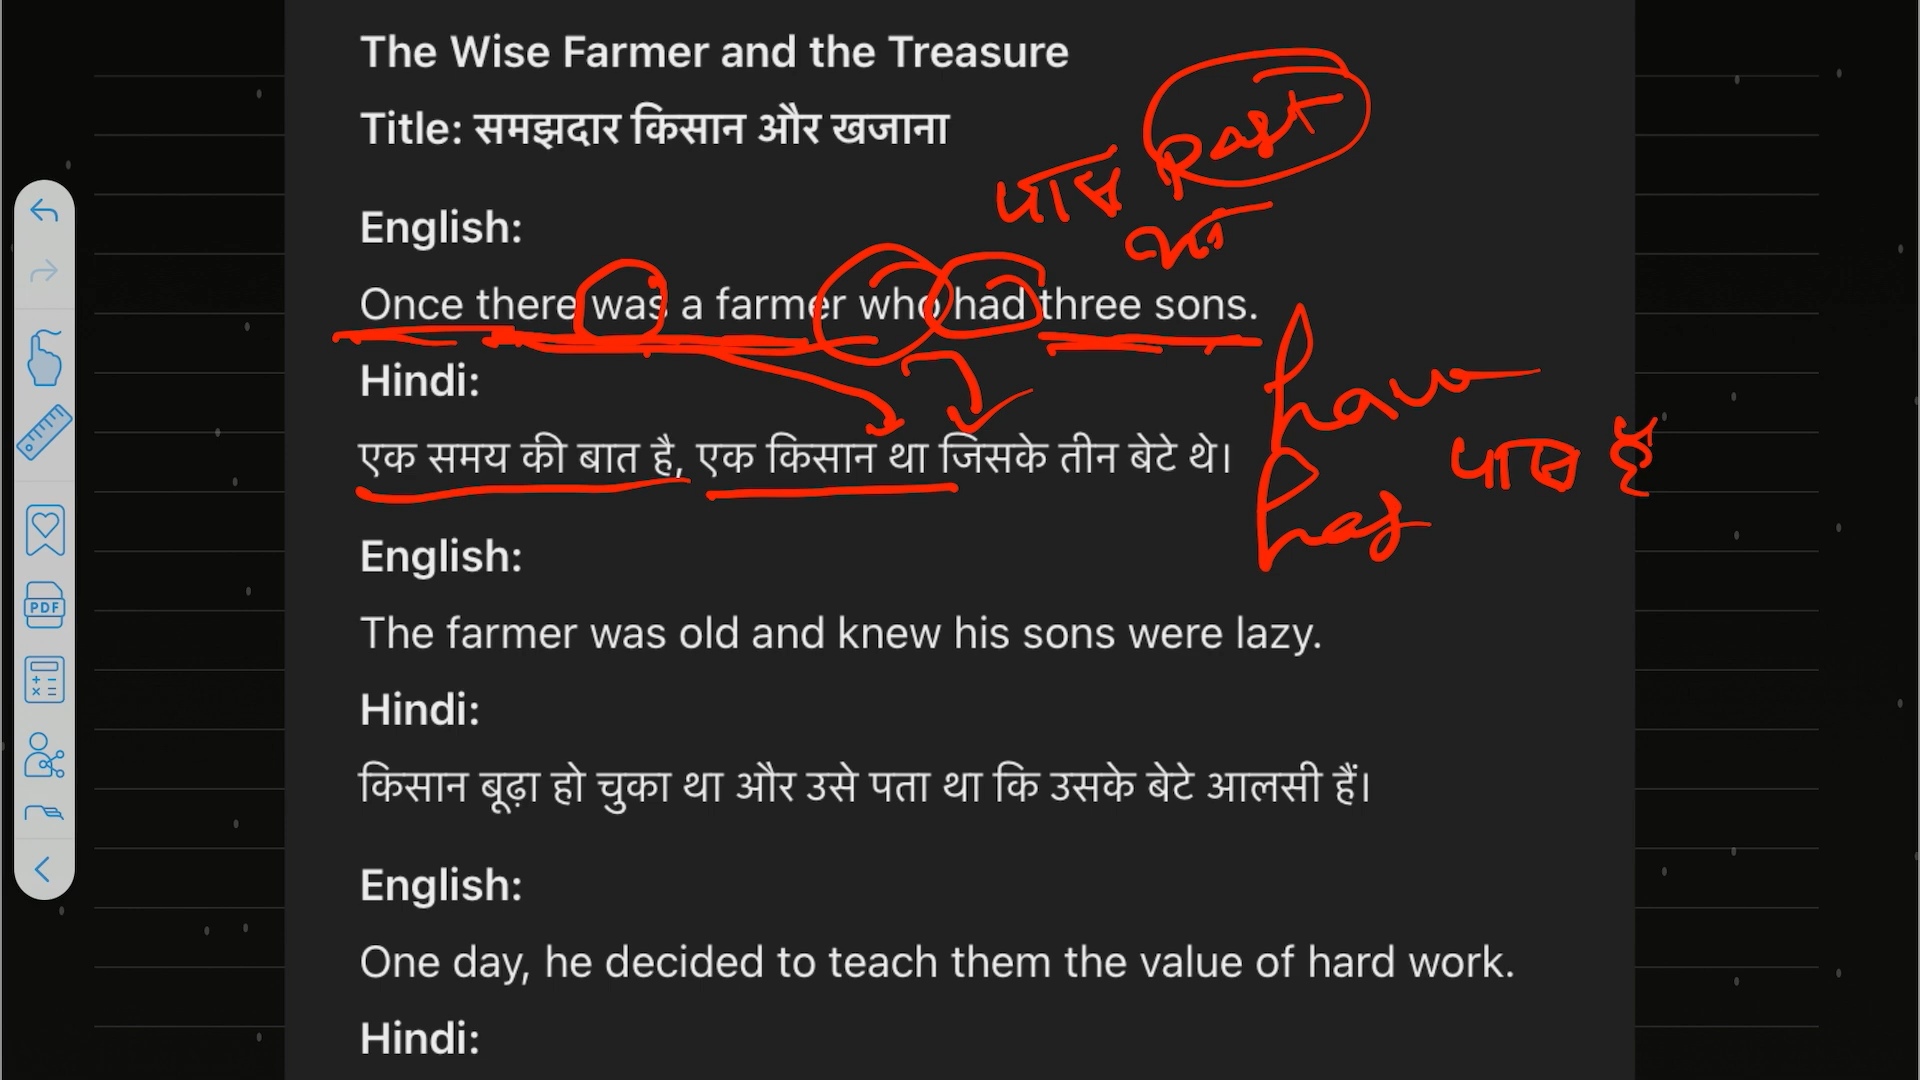 The Wise Farmer and the Treasure
Title: समझदार किसान और खजाना
पास Past
था
English:
Once there was a farmer who had three sons.
Hindi:
have
एक समय की बात है, एक किसान था जिसके तीन बेटे थे।
पास है
has
English:
The farmer was old and knew his sons were lazy.
Hindi:
किसान बूढ़ा हो चुका था और उसे पता था कि उसके बेटे आलसी हैं।
English:
One day, he decided to teach them the value of hard work.
Hindi:
PDF